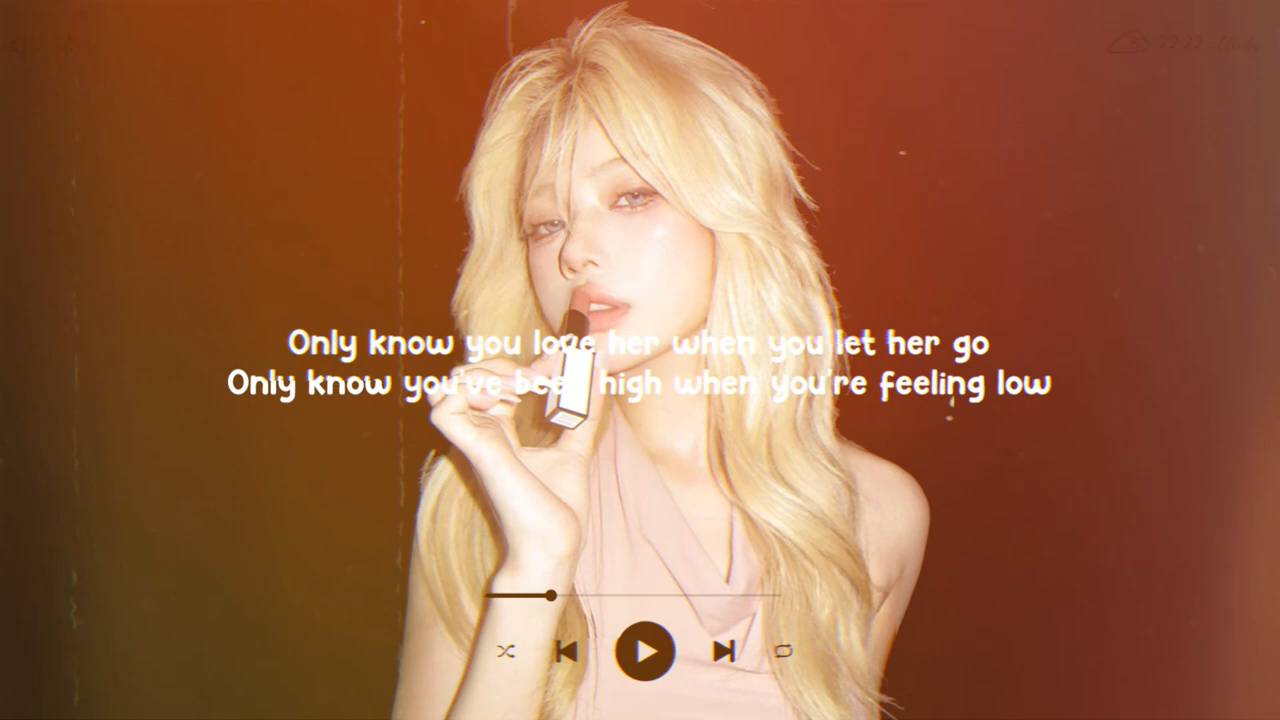 Only know you love her when you let her go
Only know you've been high when you're feeling low